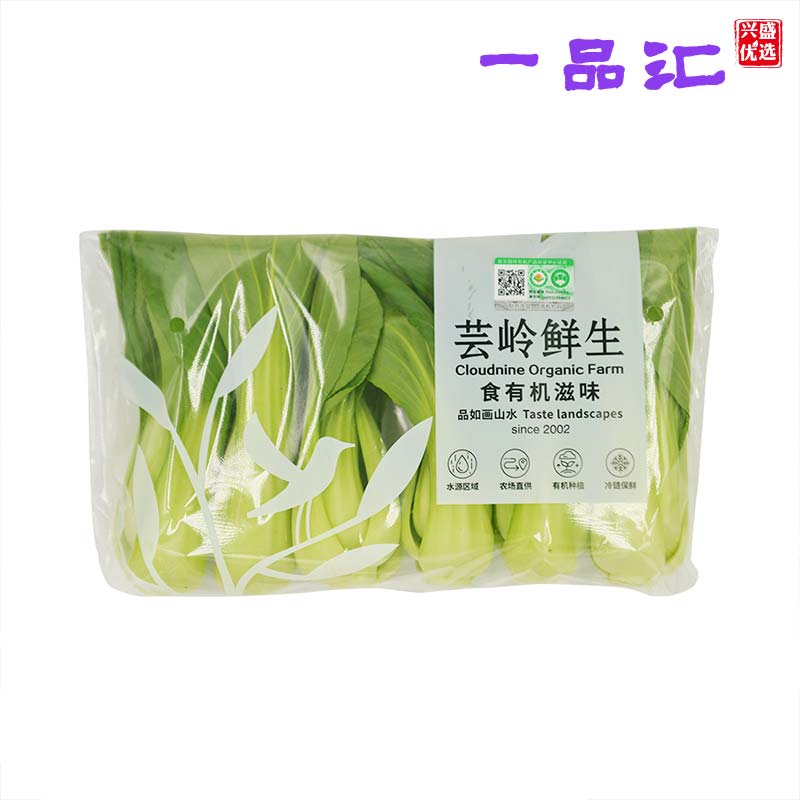 一品汇
兴盛
优选
芸岭鲜生
Cloudnine Organic Farm
食有机滋味
品如画山水 Taste landscapes
since 2002
水源区域
农场直供
有机种植
冷链保鲜